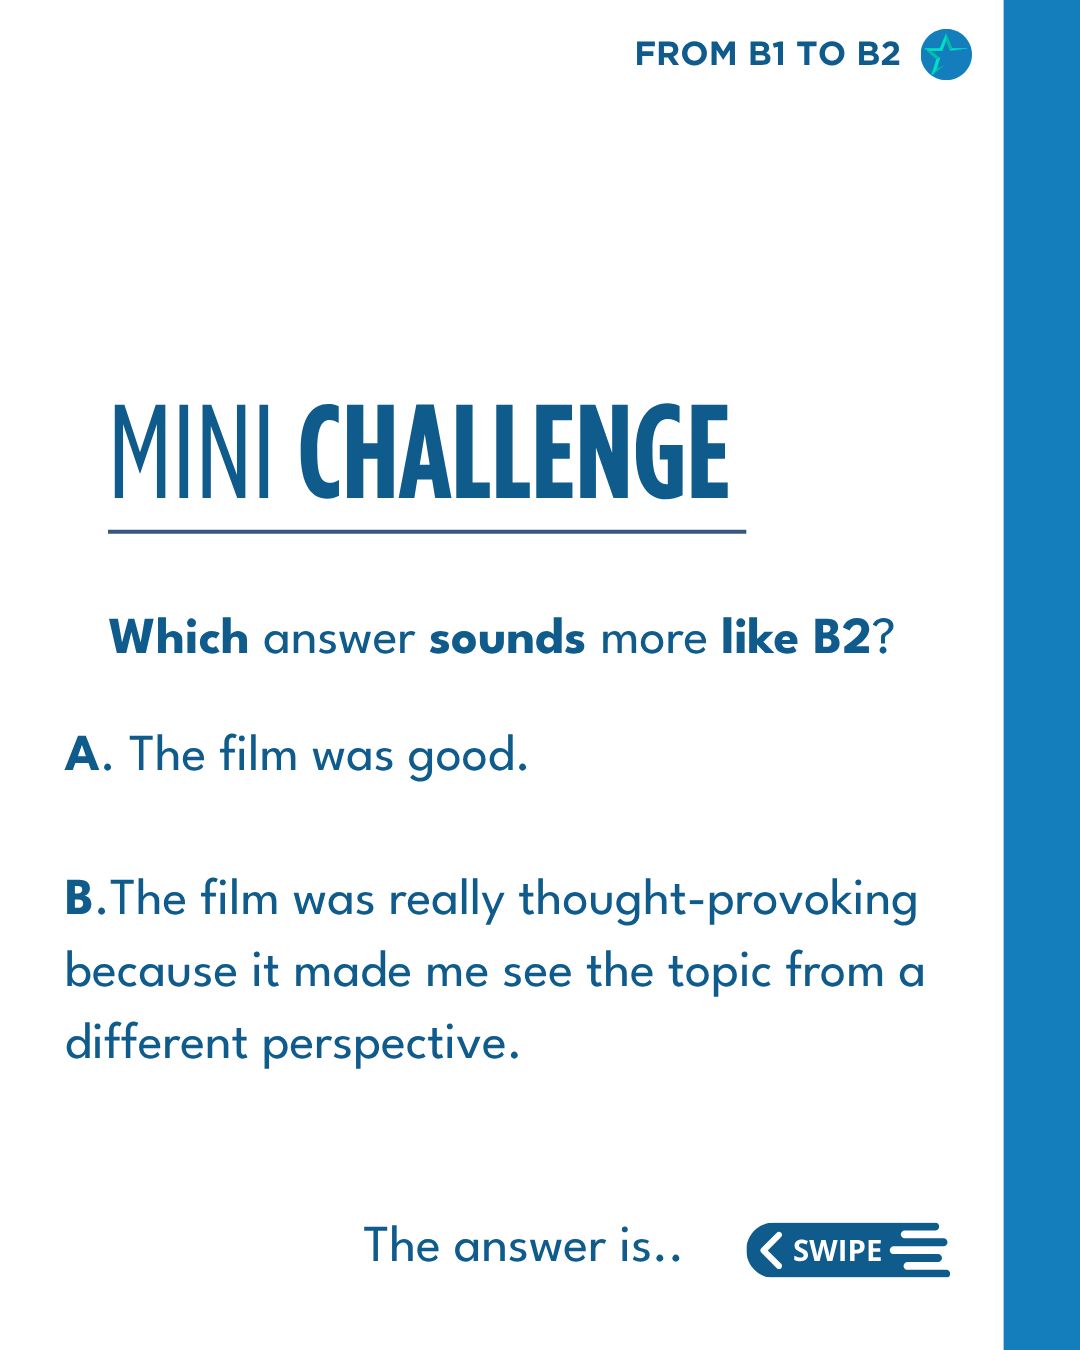 FROM B1 TO B2
MINI CHALLENGE
Which answer sounds more like B2?
A. The film was good.
B.The film was really thought-provoking
because it made me see the topic from a
different perspective.
The answer is..
SWIPE